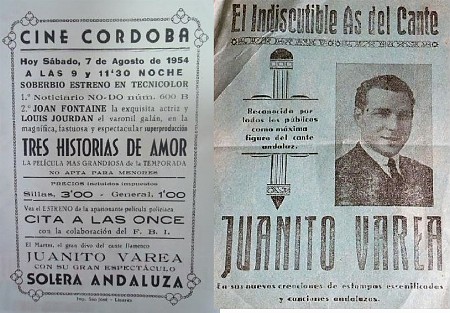 CINE CORDOBA
Hoy Sábado, 7 de Agosto de 1954
A LAS 9 y 11'30 NOCHE
SOBERBIO ESTRENO EN TECNICOLOR
1.º Noticiario NO-DO núm. 600 B
2.º JOAN FONTAINE la exquisita actriz y
LOUIS JOURDAN el varonil galán, en la
magnífica, fastuosa y espectacular superproducción
TRES HISTORIAS DE AMOR
LA PELÍCULA MAS GRANDIOSA de la TEMPORADA
NO APTA PARA MENORES
PRECIOS incluidos impuestos
Sillas, 3'00 - General, 1'00
Vea el ESTRENO de la apasionante película policiaca
CITA A LAS ONCE
con la colaboración del F. B. I.
El Martes, el gran divo del cante flamenco
JUANITO VAREA
CON SU GRAN ESPECTÁCULO
SOLERA ANDALUZA
Imp. San José - Linares
El Indiscutible As del Cante
Reconocida por
todos los públicos
como máxima
figura del cante
andaluz.
JUANITO VAREA
En sus nuevas creaciones de estampas escenificadas
y canciones andaluzas.